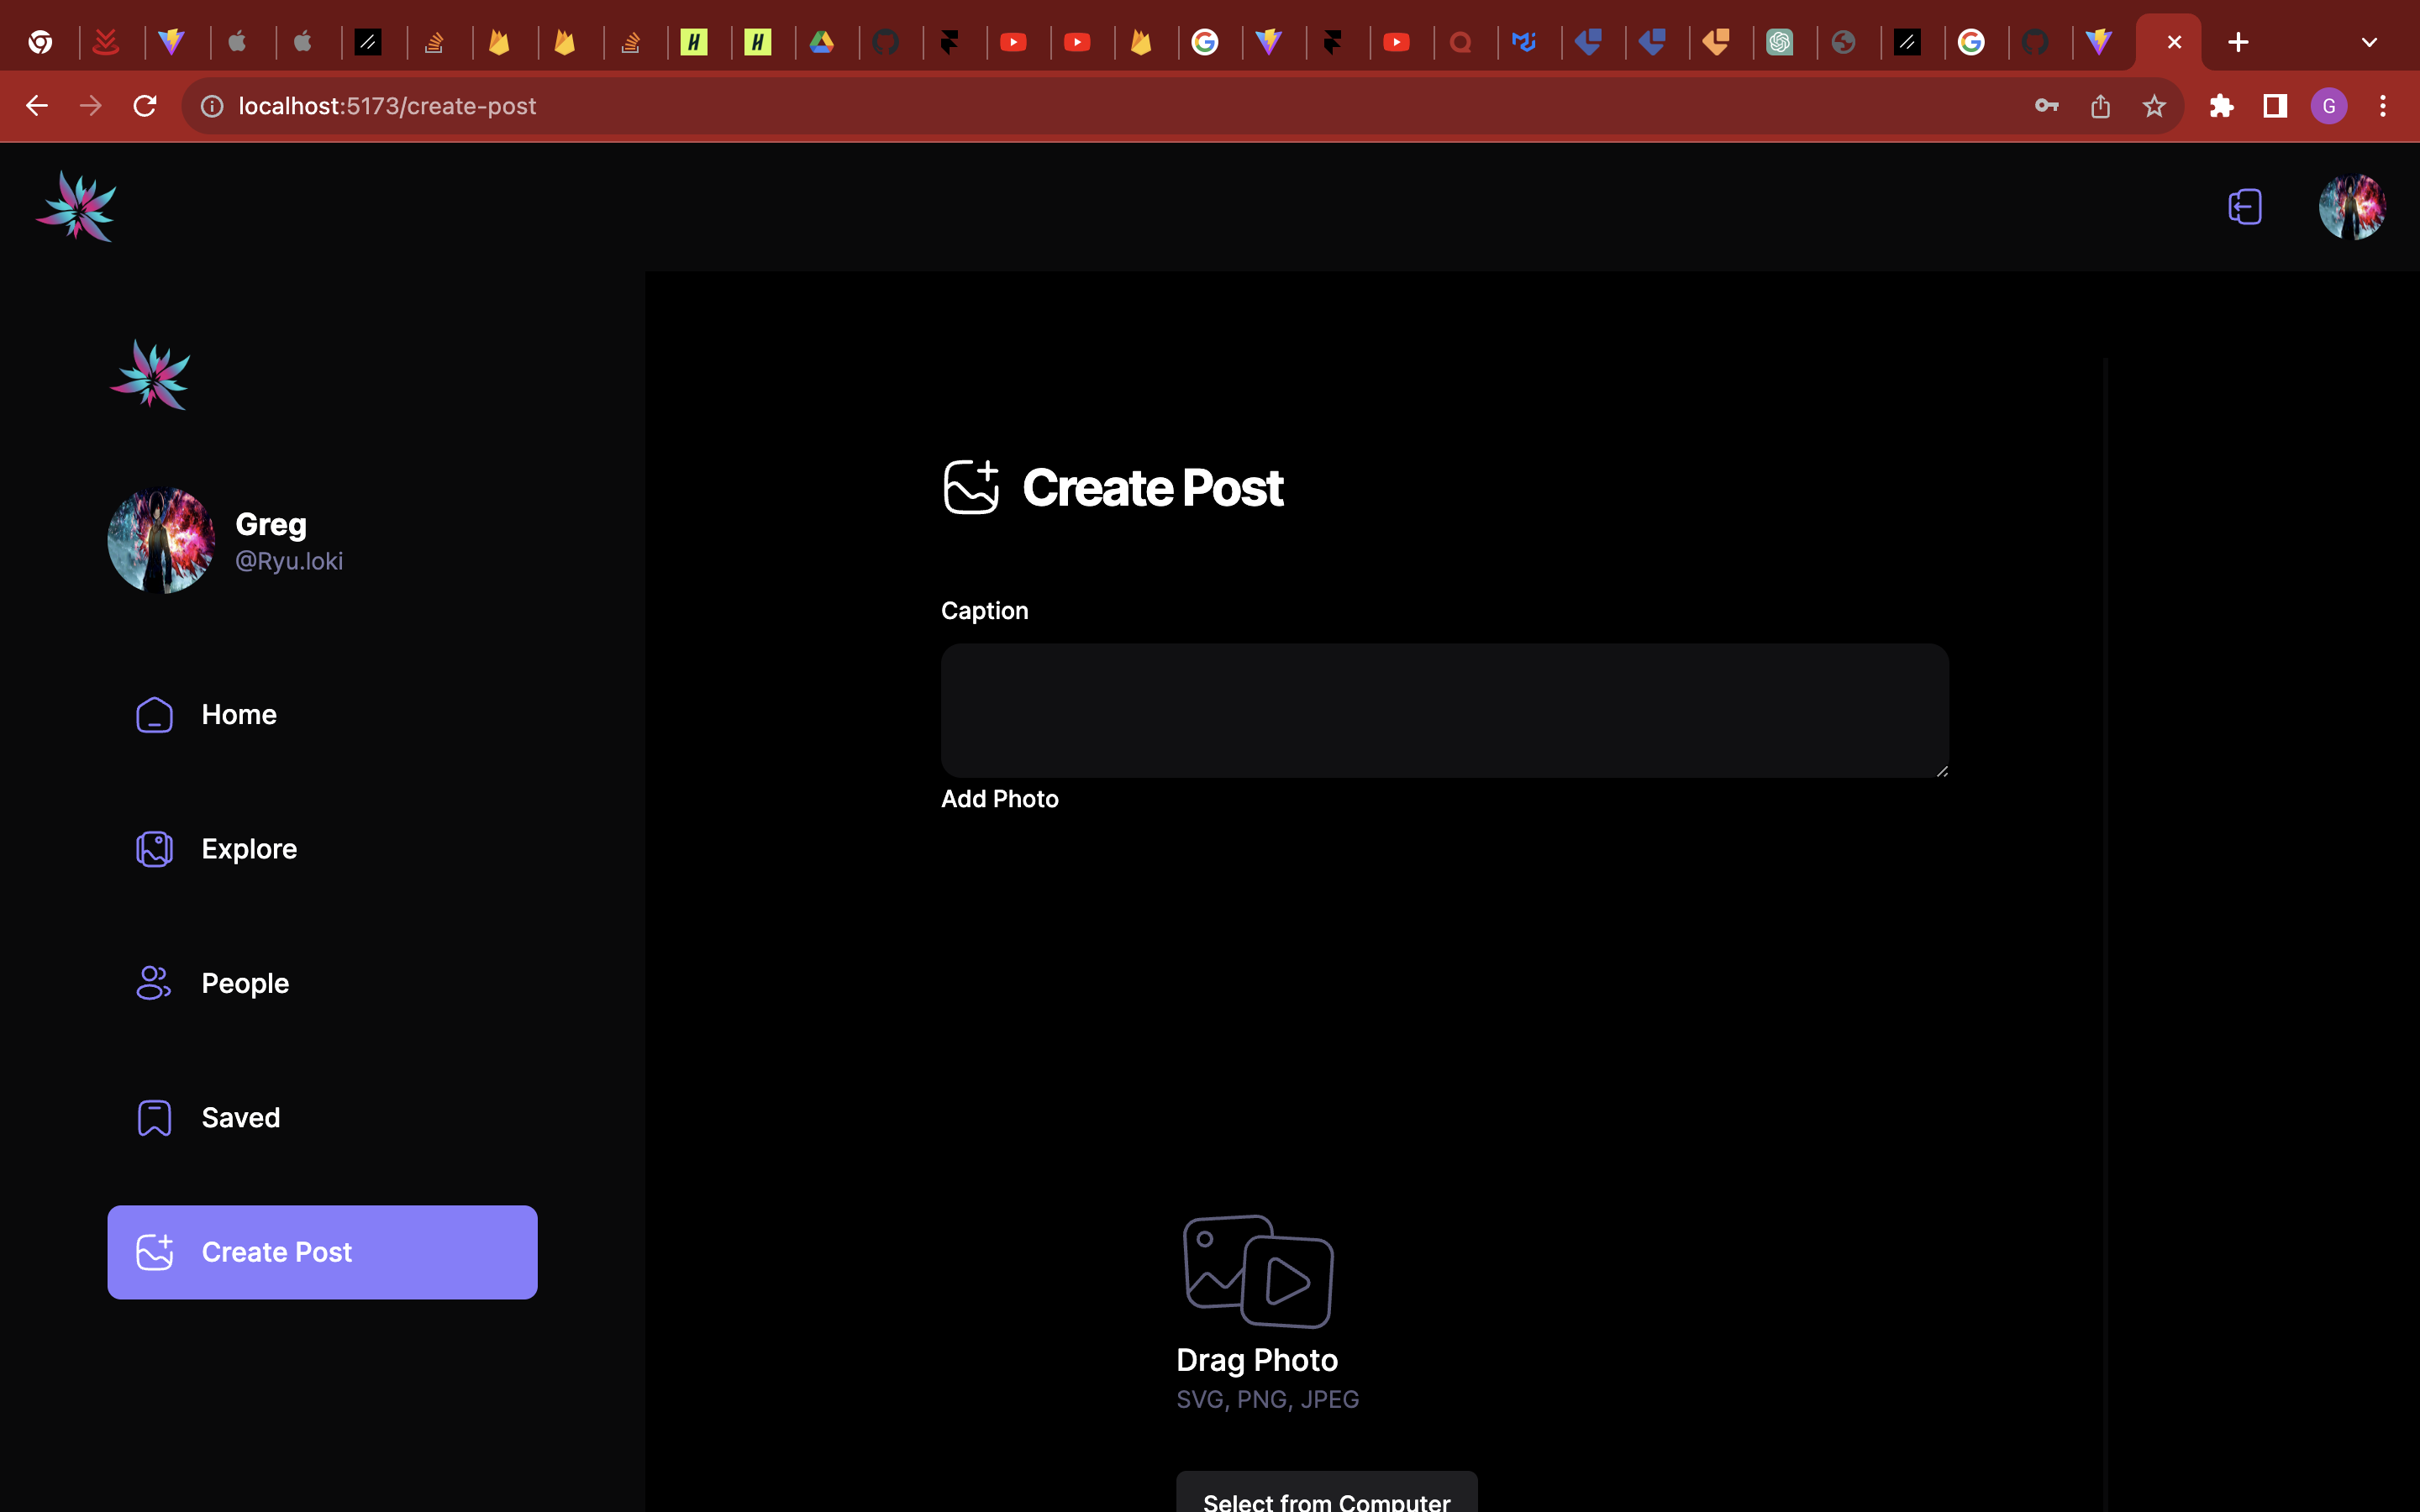 localhost:5173/create-post
G
Greg
@Ryu.loki
Home
Explore
People
Saved
Create Post
Create Post
Caption
Add Photo
Drag Photo
SVG, PNG, JPEG
Select from Computer